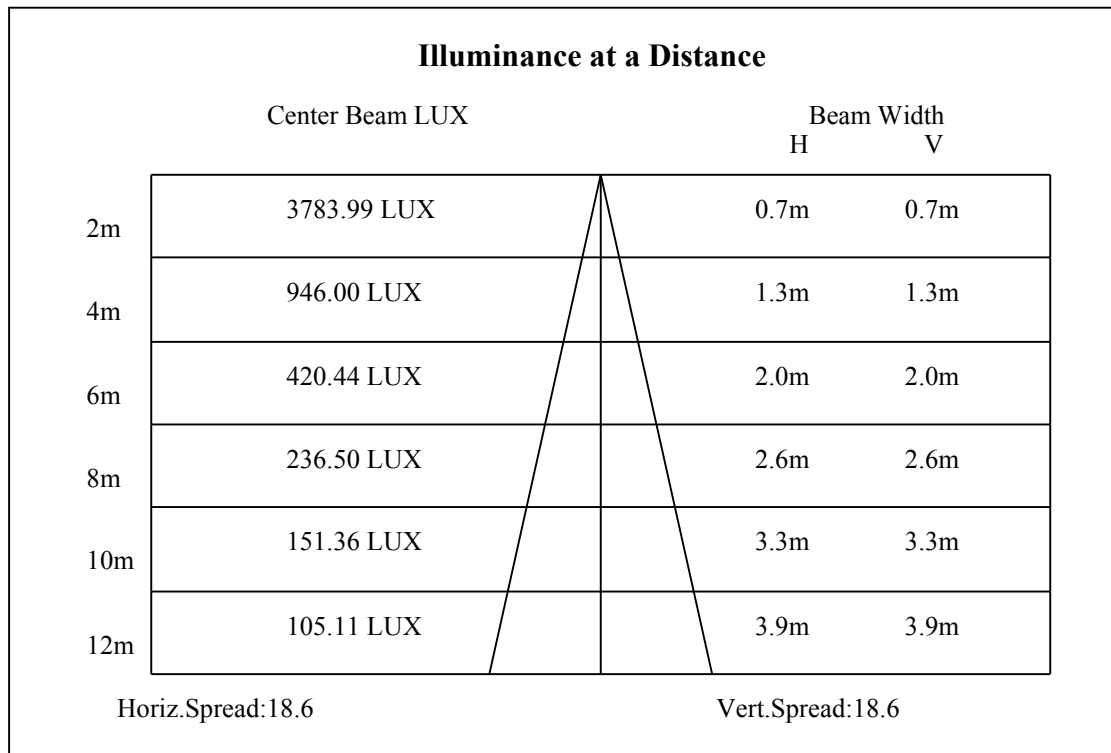 Illuminance at a Distance
Center Beam LUX Beam Width
H V
3783.99 LUX 0.7m 0.7m
2m
946.00 LUX 1.3m 1.3m
4m
420.44 LUX 2.0m 2.0m
6m
236.50 LUX 2.6m 2.6m
8m
151.36 LUX 3.3m 3.3m
10m
105.11 LUX 3.9m 3.9m
12m
Horiz.Spread:18.6 Vert.Spread:18.6